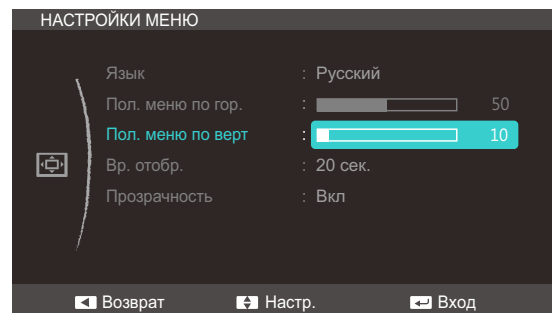 НАСТРОЙКИ МЕНЮ
Язык : Русский
Пол. меню по гор. : 50
Пол. меню по верт : 10
Вр. отобр. : 20 сек.
Прозрачность : Вкл
Возврат Настр. Вход